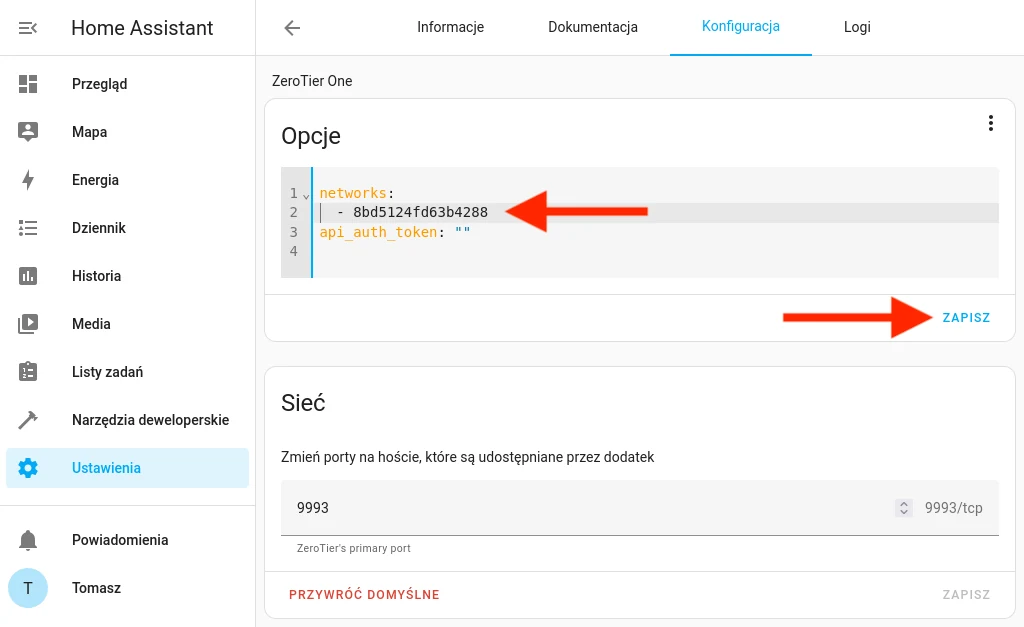 Home Assistant
Przegląd
Mapa
Energia
Dziennik
Historia
Media
Listy zadań
Narzędzia deweloperskie
Ustawienia
Powiadomienia
T Tomasz
Informacje Dokumentacja Konfiguracja Logi
ZeroTier One
Opcje
1 networks:
2 - 8bd5124fd63b4288
3 api_auth_token: ""
4
ZAPISZ
Sieć
Zmień porty na hoście, które są udostępniane przez dodatek
9993 9993/tcp
ZeroTier's primary port
PRZYWRÓĆ DOMYŚLNE ZAPISZ